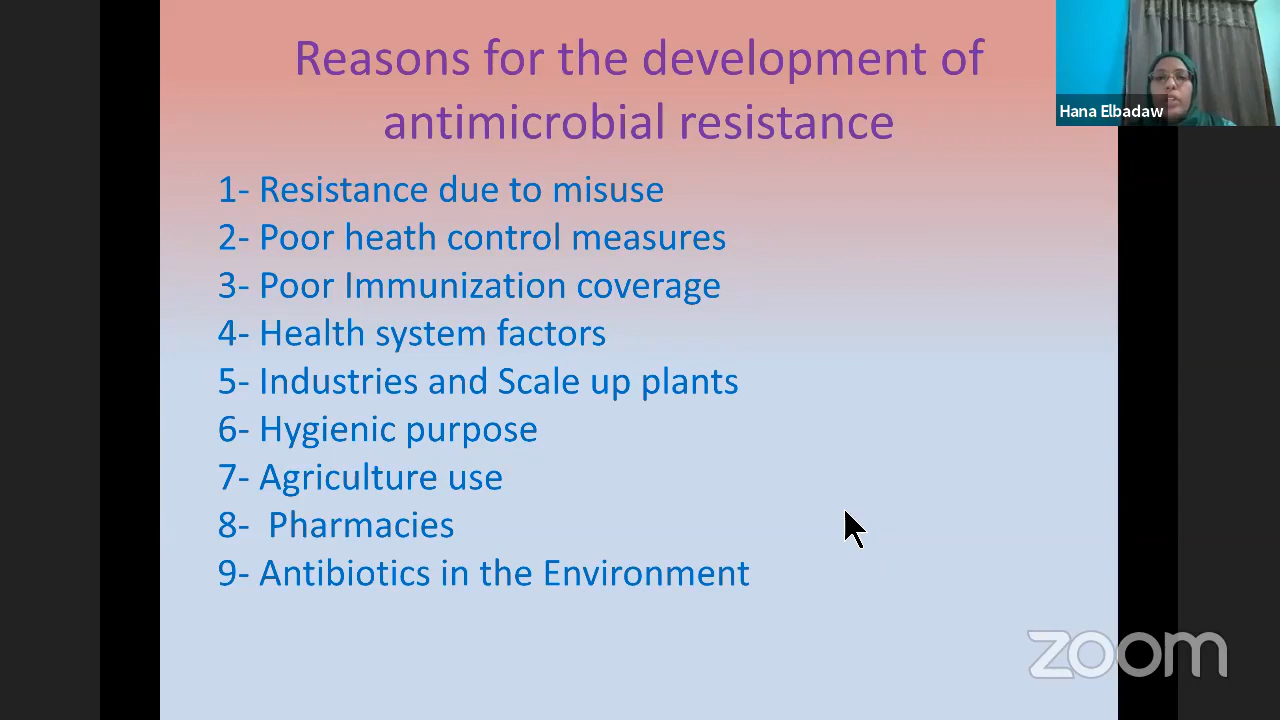 Reasons for the development of
antimicrobial resistance
Hana Elbadaw
1- Resistance due to misuse
2- Poor heath control measures
3- Poor Immunization coverage
4- Health system factors
5- Industries and Scale up plants
6- Hygienic purpose
7- Agriculture use
8- Pharmacies
9- Antibiotics in the Environment
zoom